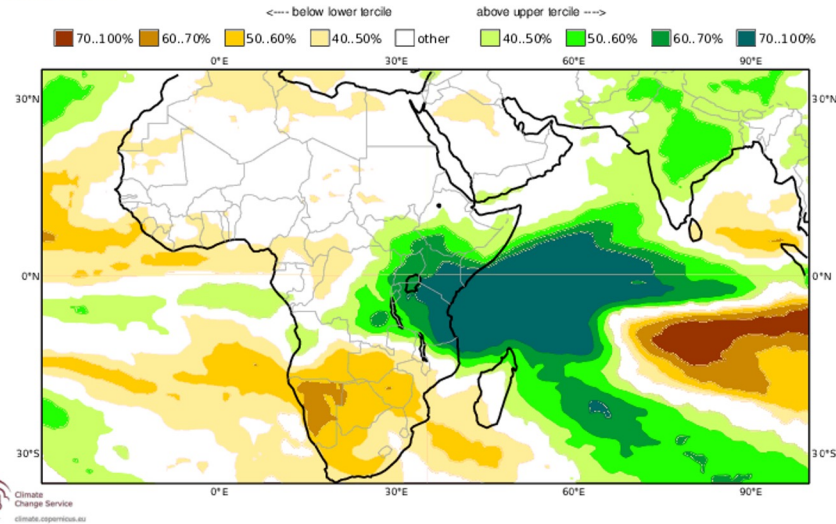 <---- below lower tercile
above upper tercile ---->
70..100%
60..70%
50..60%
40..50%
other
40..50%
50..60%
60..70%
70..100%
0°E
30°E
60°E
90°E
30°N
30°N
0°N
0°N
30°S
30°S
0°E
30°E
60°E
90°E
Climate
Change Service
climate.copernicus.eu